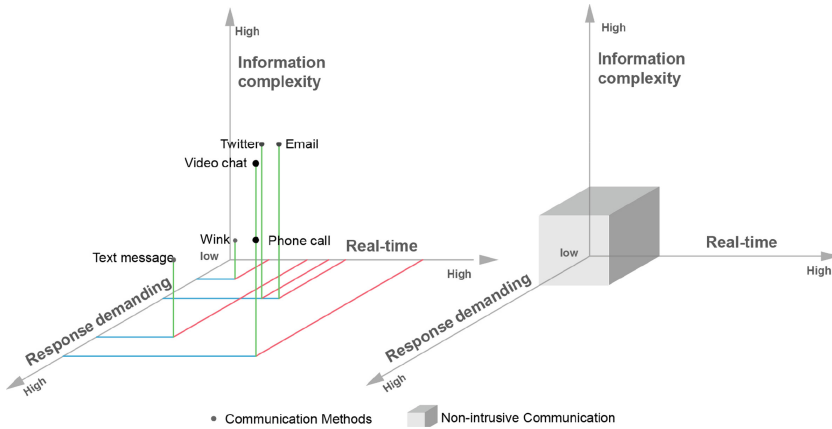 High
Information
complexity
Twitter
Email
Video chat
Wink
Phone call
Text message
low
Real-time
High
Response demanding
High
High
Information
complexity
low
Real-time
High
Response demanding
High
Communication Methods
Non-intrusive Communication